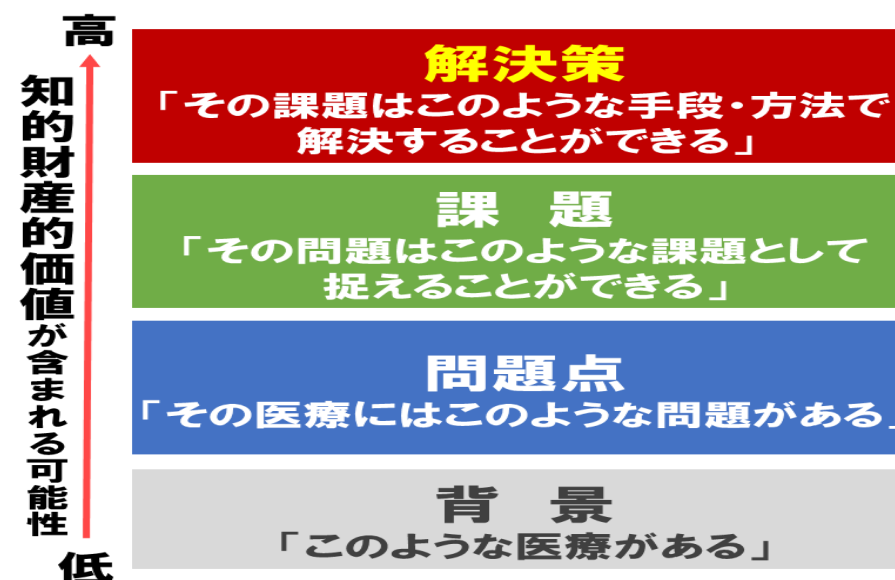 高
知的財産的価値が含まれる可能性
低
解決策
「その課題はこのような手段・方法で
解決することができる」
課 題
「その問題はこのような課題として
捉えることができる」
問題点
「その医療にはこのような問題がある」
背 景
「このような医療がある」